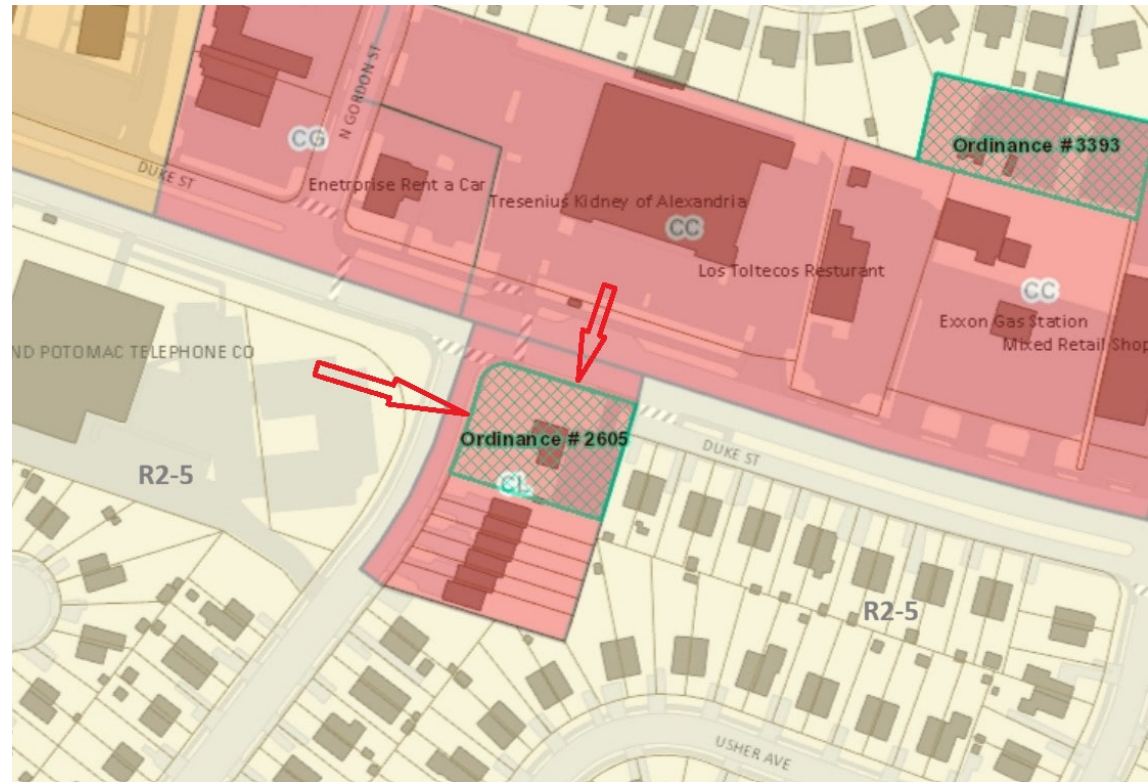 N GORDON ST
CG
DUKE ST
Enetrorise Rent a Car
Tresenius Kidney of Alexandria
CC
Los Toltecos Resturant
Ordinance #3393
CC
Exxon Gas Station
Mixed Retail Shop
ND POTOMAC TELEPHONE CO
R2-5
Ordinance # 2605
CL
DUKE ST
R2-5
USHER AVE